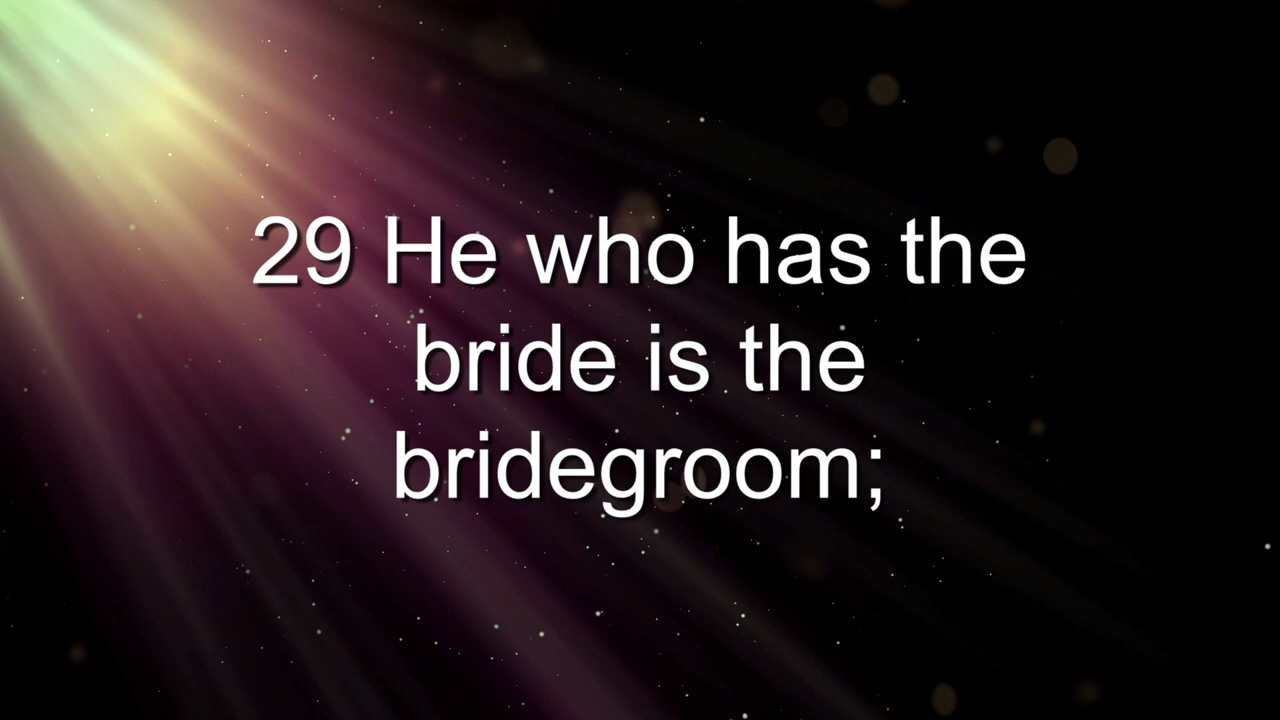 29 He who has the
bride is the
bridegroom;